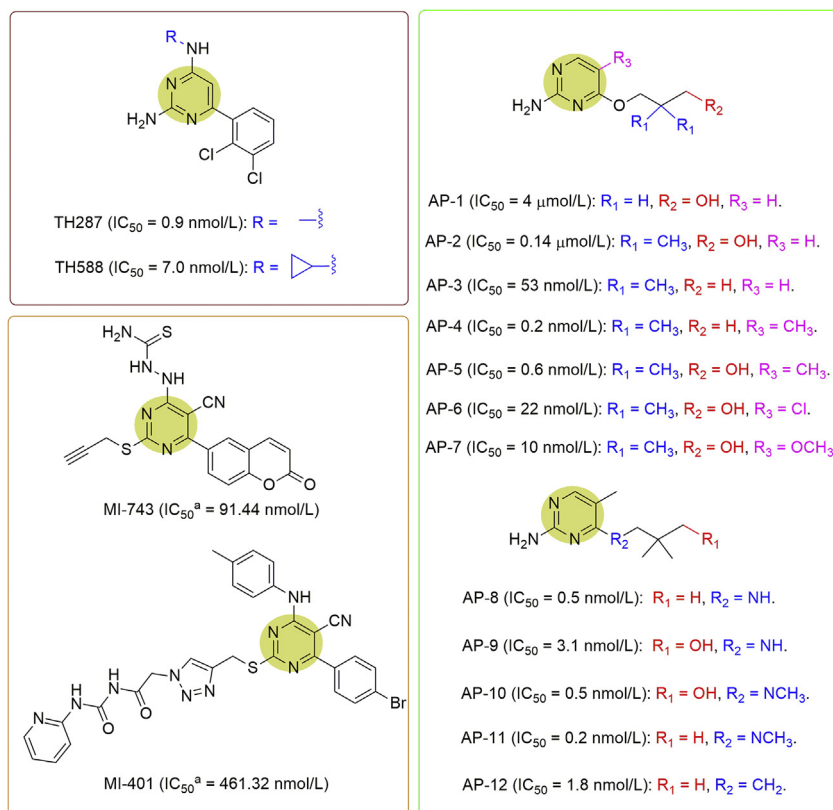 R
NH
N
H₂N
N
Cl
Cl
TH287 (IC₅₀ = 0.9 nmol/L): R =
TH588 (IC₅₀ = 7.0 nmol/L): R =
H₂N
S
NH
NH
CN
N
S
N
O
O
MI-743 (IC₅₀ᵃ = 91.44 nmol/L)
NH
N
CN
S
N
N
N=N
NH
O
NH
O
N
Br
MI-401 (IC₅₀ᵃ = 461.32 nmol/L)
R₃
N
H₂N
N
O
R₁
R₁
R₂
AP-1 (IC₅₀ = 4 μmol/L): R₁ = H, R₂ = OH, R₃ = H.
AP-2 (IC₅₀ = 0.14 μmol/L): R₁ = CH₃, R₂ = OH, R₃ = H.
AP-3 (IC₅₀ = 53 nmol/L): R₁ = CH₃, R₂ = H, R₃ = H.
AP-4 (IC₅₀ = 0.2 nmol/L): R₁ = CH₃, R₂ = H, R₃ = CH₃.
AP-5 (IC₅₀ = 0.6 nmol/L): R₁ = CH₃, R₂ = OH, R₃ = CH₃.
AP-6 (IC₅₀ = 22 nmol/L): R₁ = CH₃, R₂ = OH, R₃ = Cl.
AP-7 (IC₅₀ = 10 nmol/L): R₁ = CH₃, R₂ = OH, R₃ = OCH₃
N
H₂N
N
R₂
R₁
AP-8 (IC₅₀ = 0.5 nmol/L): R₁ = H, R₂ = NH.
AP-9 (IC₅₀ = 3.1 nmol/L): R₁ = OH, R₂ = NH.
AP-10 (IC₅₀ = 0.5 nmol/L): R₁ = OH, R₂ = NCH₃.
AP-11 (IC₅₀ = 0.2 nmol/L): R₁ = H, R₂ = NCH₃.
AP-12 (IC₅₀ = 1.8 nmol/L): R₁ = H, R₂ = CH₂.